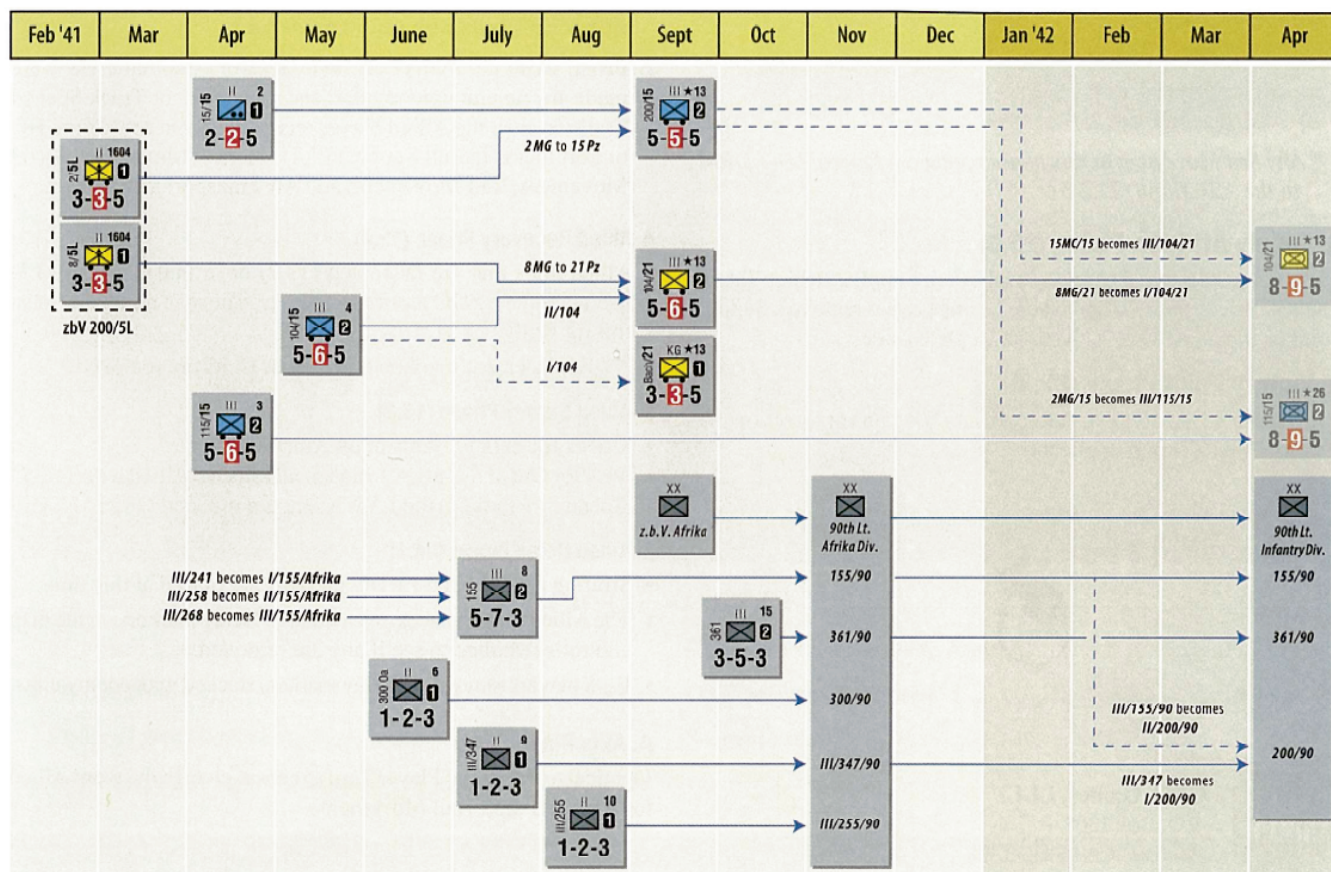 Feb '41 Mar Apr May June July Aug Sept Oct Nov Dec Jan '42 Feb Mar Apr
15/15 II 2
1
2-2-5
200/15 III ★13
2
5-5-5
2MG to 15 Pz
2/5L II 1604
1
3-3-5
8/5L II 1604
1
3-3-5
zbV 200/5L
8MG to 21 Pz
104/21 III ★13
2
5-6-5
15MC/15 becomes III/104/21
8MG/21 becomes I/104/21
104/21 III ★13
2
8-9-5
104/15 III 4
2
5-6-5
II/104
I/104
Bach/21 KG ★13
1
3-3-5
115/15 III 3
2
5-6-5
2MG/15 becomes III/115/15
115/15 III ★26
2
8-9-5
XX
z.b.V. Afrika
XX
90th Lt.
Afrika Div.
XX
90th Lt.
Infantry Div.
III/241 becomes I/155/Afrika
III/258 becomes II/155/Afrika
III/268 becomes III/155/Afrika
155 III 8
2
5-7-3
155/90
155/90
361 III 15
2
3-5-3
361/90
361/90
300 Oa II 6
1
1-2-3
300/90
III/155/90 becomes
II/200/90
III/347 II 9
1
1-2-3
III/347/90
III/347 becomes
I/200/90
200/90
III/255 II 10
1
1-2-3
III/255/90